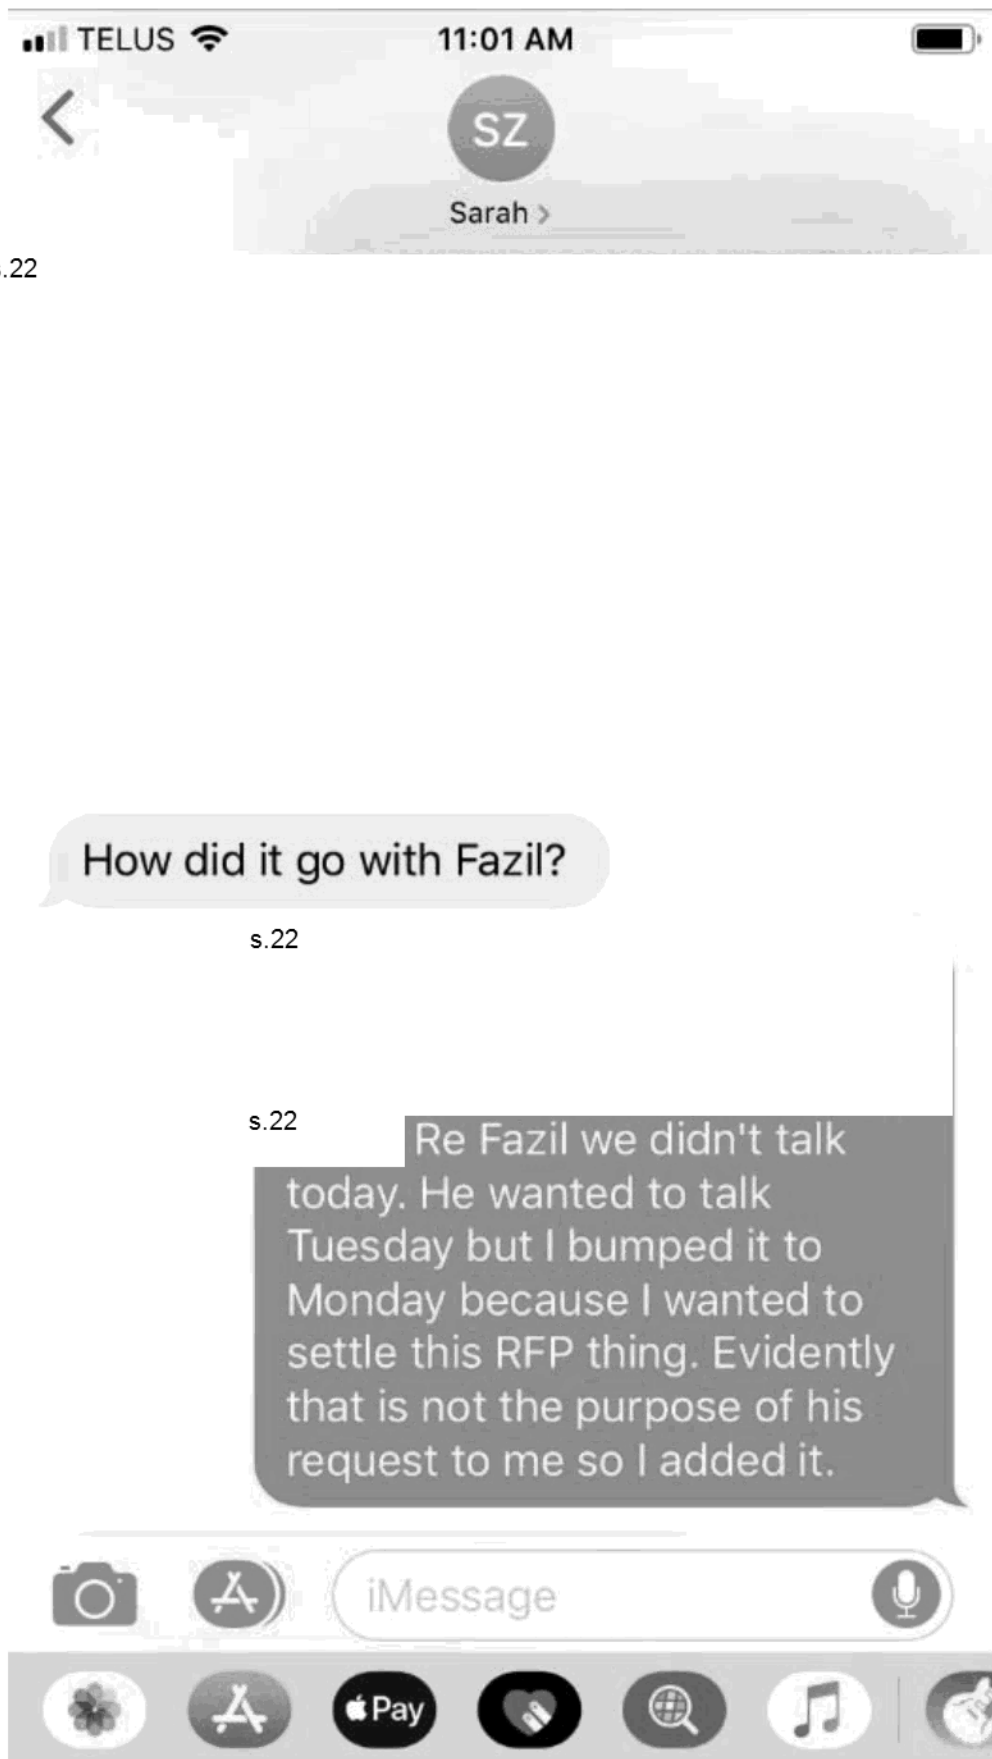 TELUS 11:01 AM
SZ
Sarah >
s.22
How did it go with Fazil?
s.22
s.22
Re Fazil we didn't talk
today. He wanted to talk
Tuesday but I bumped it to
Monday because I wanted to
settle this RFP thing. Evidently
that is not the purpose of his
request to me so I added it.
iMessage
Pay